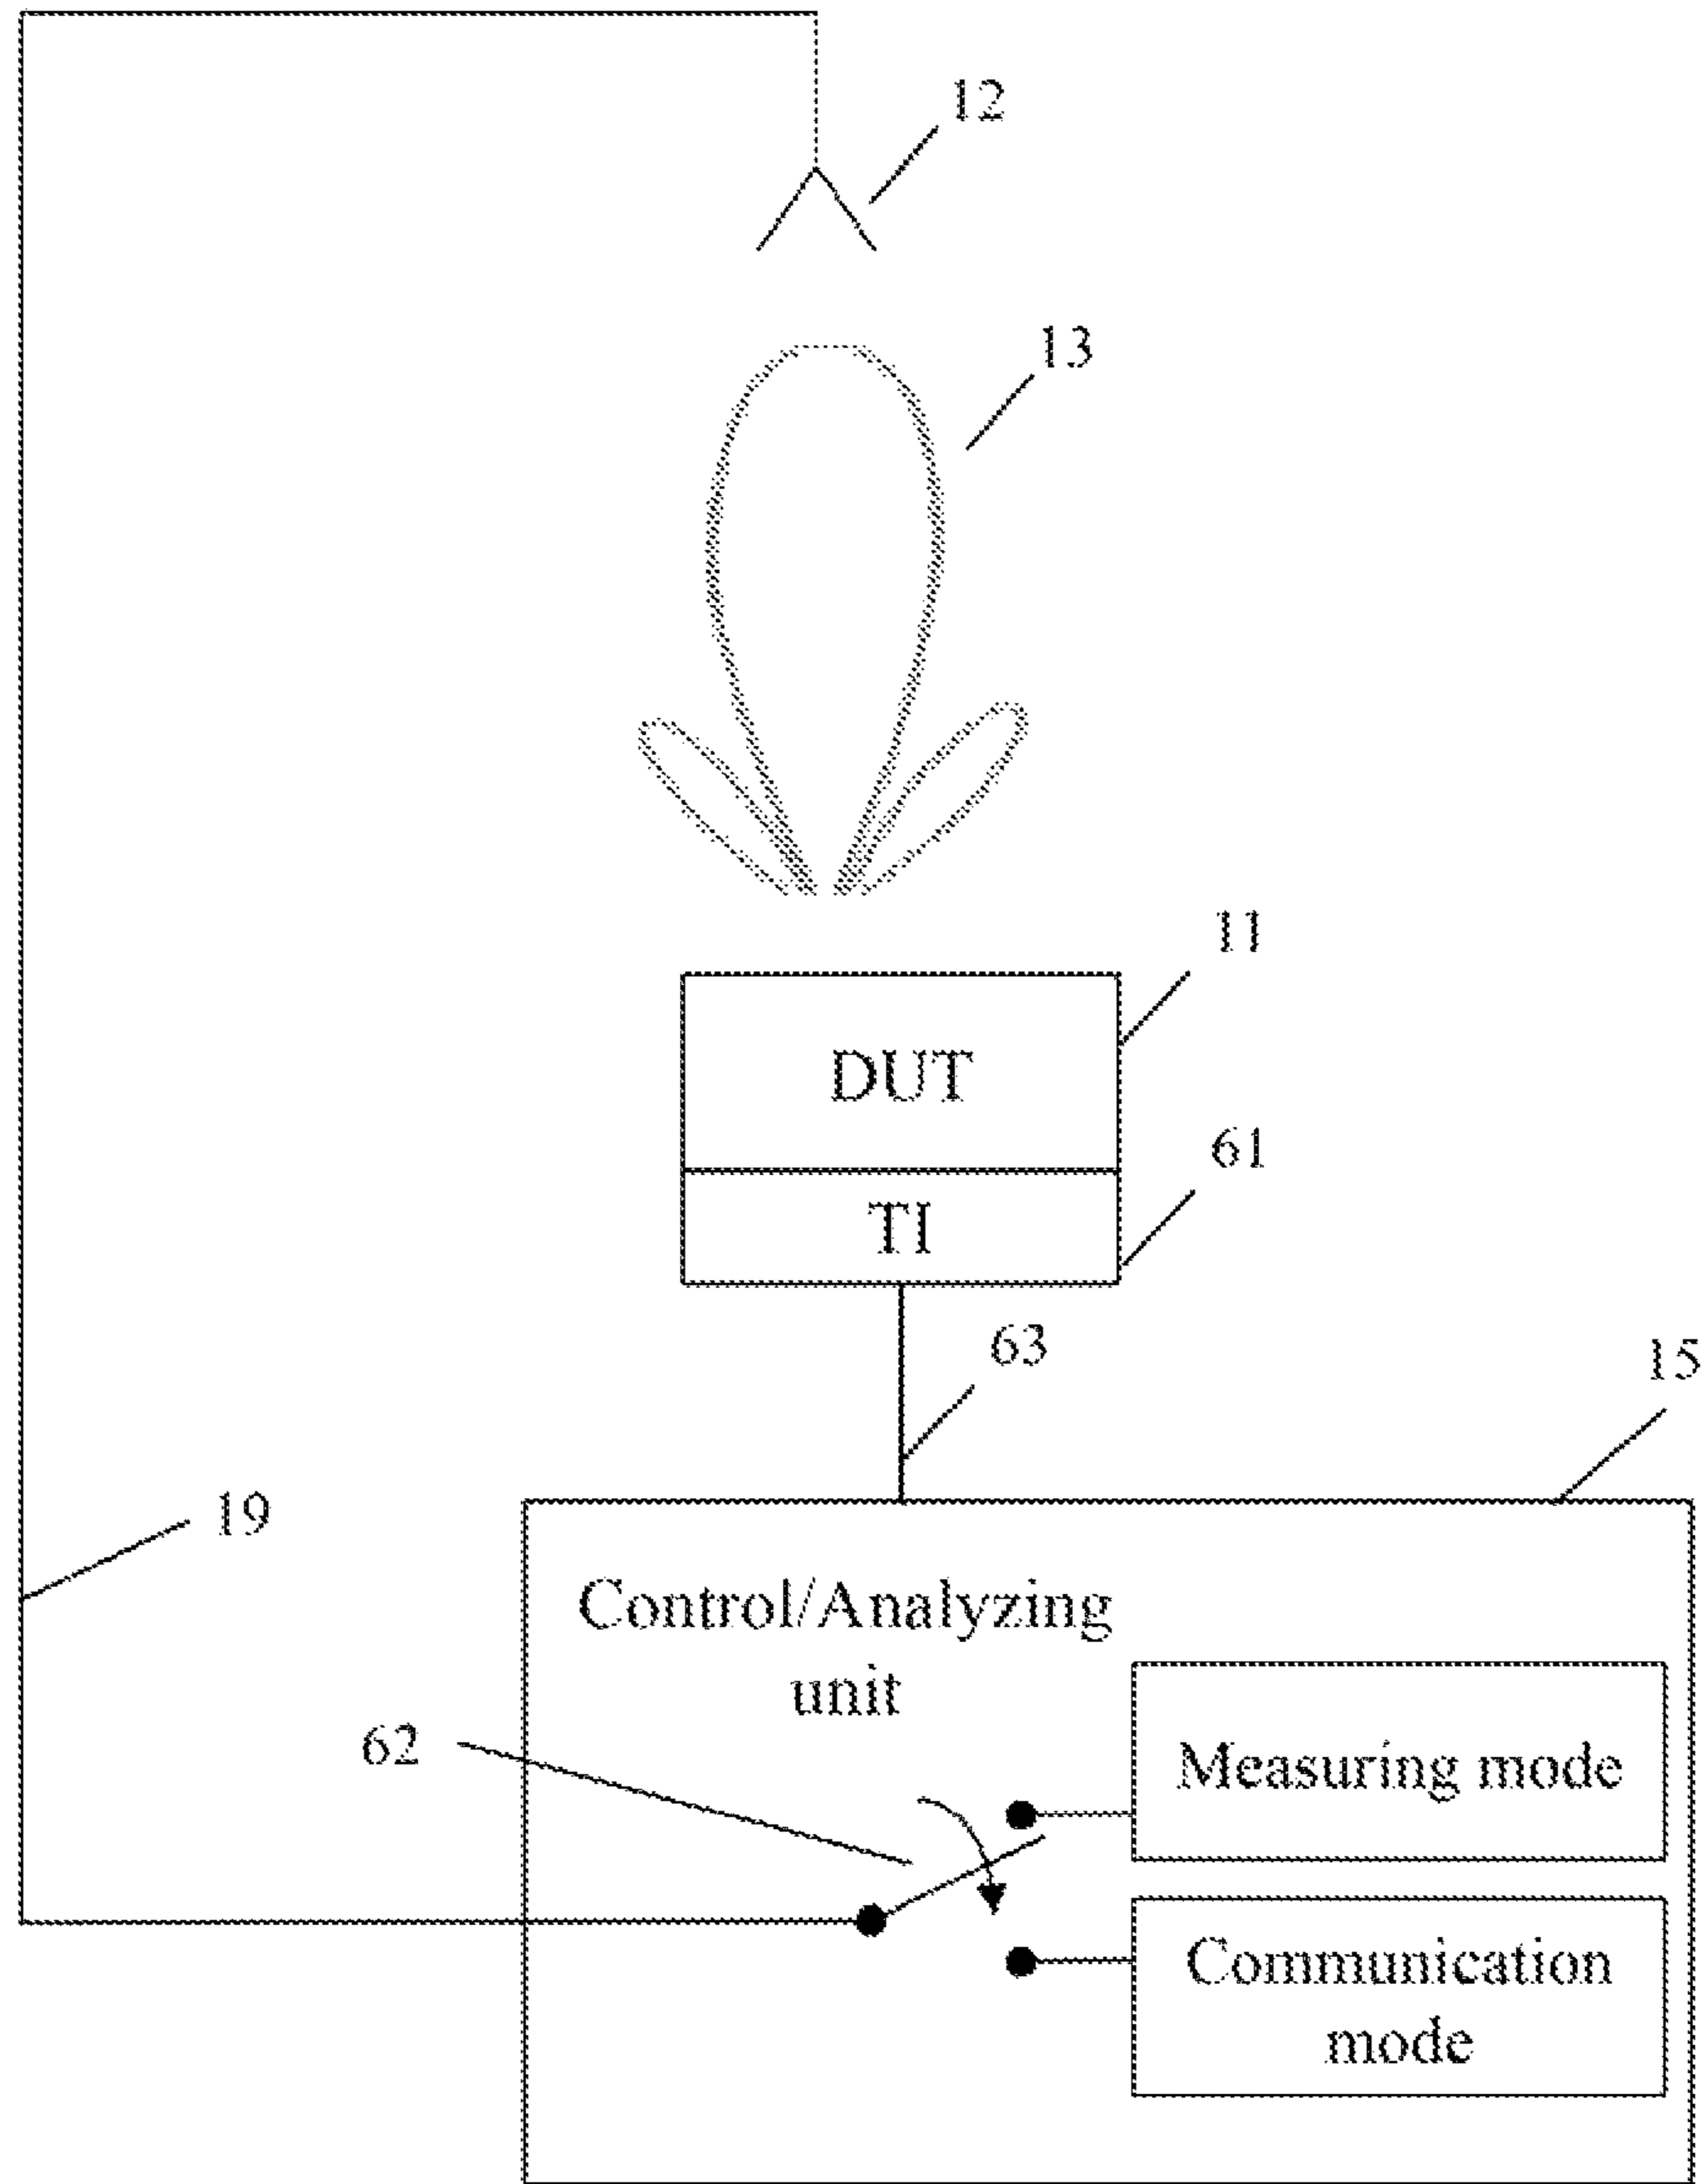 12
13
11
DUT
61
TI
63
15
19
Control/Analyzing
unit
62
Measuring mode
Communication
mode